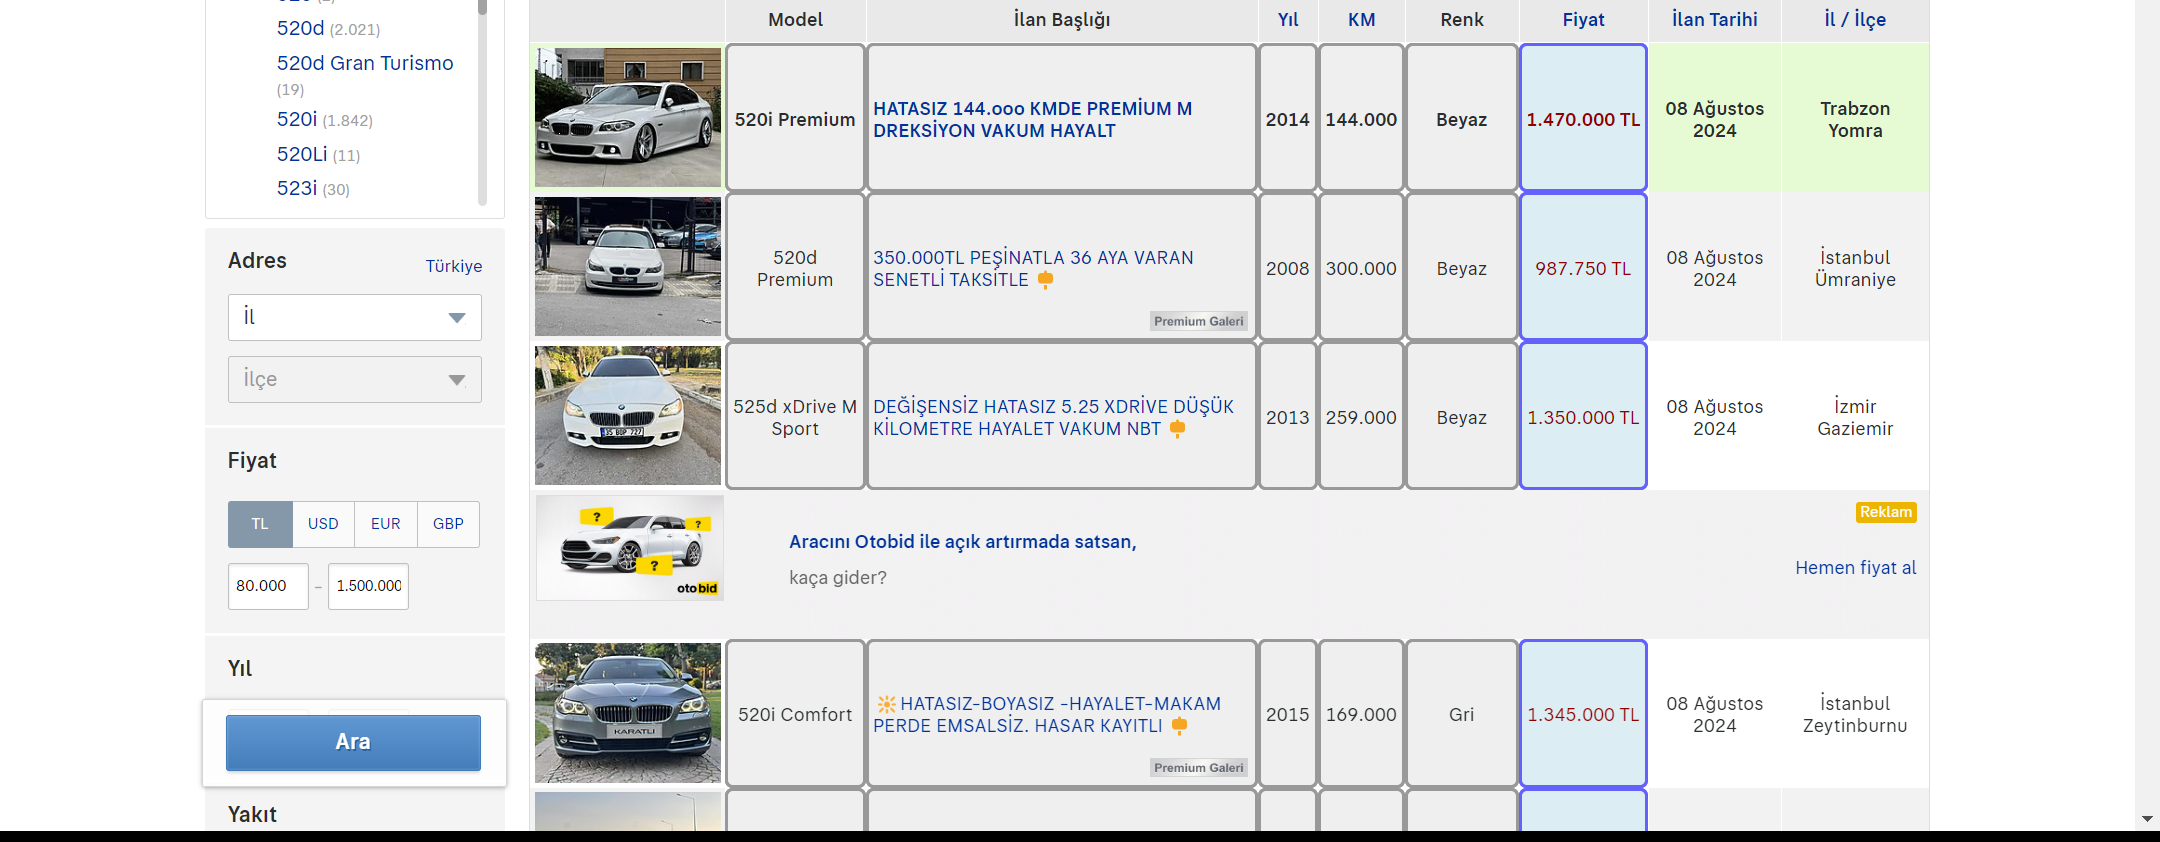 520d (2.021)
520d Gran Turismo
(19)
520i (1.842)
520Li (11)
523i (30)
Adres
Türkiye
İl
İlçe
Fiyat
TL USD EUR GBP
80.000 – 1.500.000
Yıl
Ara
Yakıt
Model İlan Başlığı Yıl KM Renk Fiyat İlan Tarihi İl / İlçe
520i Premium
HATASIZ 144.ooo KMDE PREMİUM M
DREKSİYON VAKUM HAYALT
2014
144.000
Beyaz
1.470.000 TL
08 Ağustos
2024
Trabzon
Yomra
520d
Premium
350.000TL PEŞİNATLA 36 AYA VARAN
SENETLİ TAKSİTLE
Premium Galeri
2008
300.000
Beyaz
987.750 TL
08 Ağustos
2024
İstanbul
Ümraniye
35 BUP 727
525d xDrive M
Sport
DEĞİŞENSİZ HATASIZ 5.25 XDRİVE DÜŞÜK
KİLOMETRE HAYALET VAKUM NBT
2013
259.000
Beyaz
1.350.000 TL
08 Ağustos
2024
İzmir
Gaziemir
? ? ?
otobid
Aracını Otobid ile açık artırmada satsan,
kaça gider?
Reklam
Hemen fiyat al
KARATLI
520i Comfort
HATASIZ-BOYASIZ -HAYALET-MAKAM
PERDE EMSALSİZ. HASAR KAYITLI
Premium Galeri
2015
169.000
Gri
1.345.000 TL
08 Ağustos
2024
İstanbul
Zeytinburnu